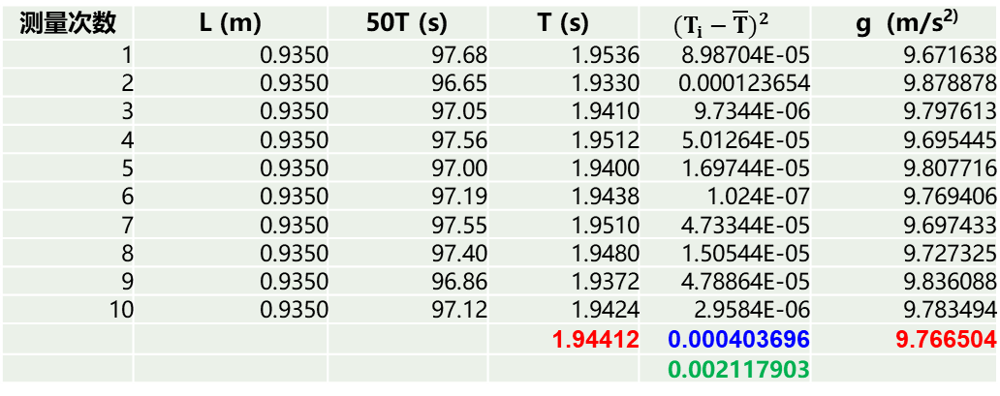 测量次数 L (m) 50T (s) T (s) (Tᵢ − T̅)² g (m/s²⁾
1 0.9350 97.68 1.9536 8.98704E-05 9.671638
2 0.9350 96.65 1.9330 0.000123654 9.878878
3 0.9350 97.05 1.9410 9.7344E-06 9.797613
4 0.9350 97.56 1.9512 5.01264E-05 9.695445
5 0.9350 97.00 1.9400 1.69744E-05 9.807716
6 0.9350 97.19 1.9438 1.024E-07 9.769406
7 0.9350 97.55 1.9510 4.73344E-05 9.697433
8 0.9350 97.40 1.9480 1.50544E-05 9.727325
9 0.9350 96.86 1.9372 4.78864E-05 9.836088
10 0.9350 97.12 1.9424 2.9584E-06 9.783494
1.94412 0.000403696 9.766504
0.002117903